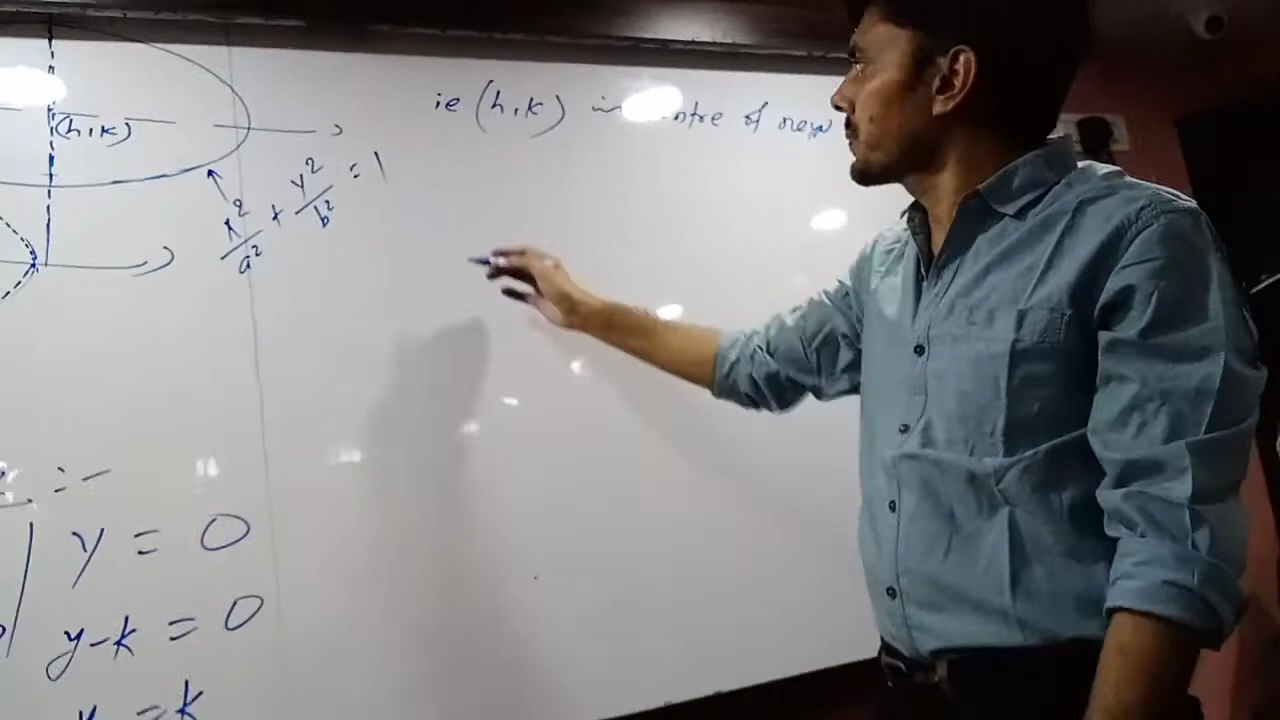 ie (h,k) is centre of new
(h,k)
x²/a² + y²/b² = 1
:-
y = 0
y-k = 0
y = k